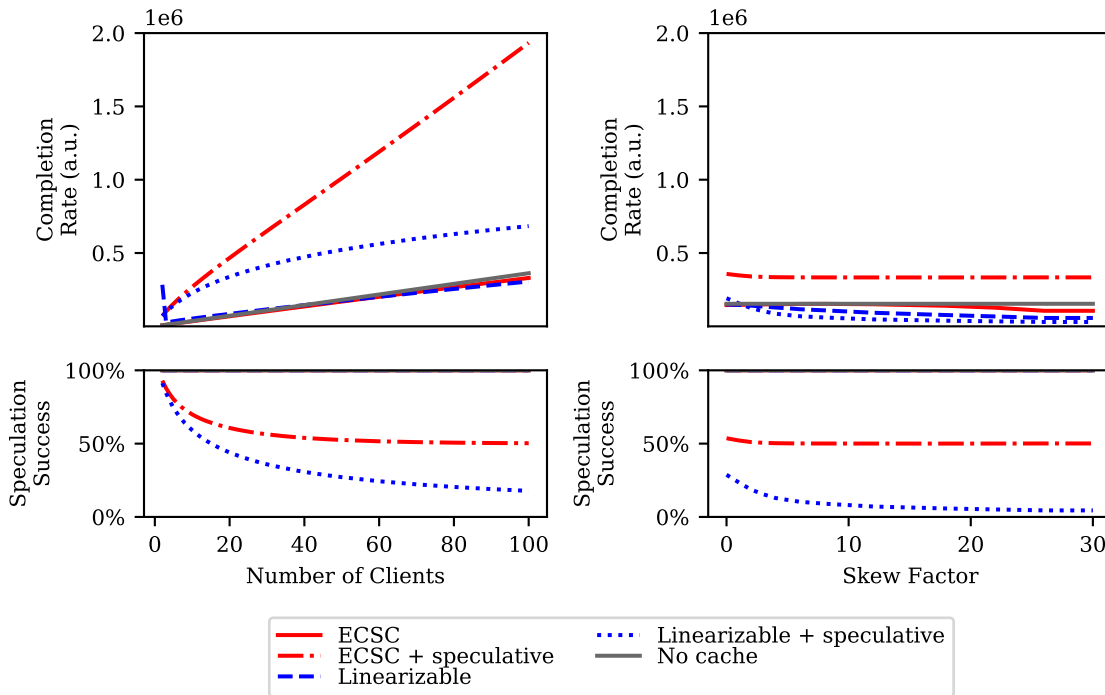 1e6
2.0
1.5
1.0
0.5
Completion
Rate (a.u.)
1e6
2.0
1.5
1.0
0.5
Completion
Rate (a.u.)
100%
50%
0%
Speculation
Success
0 20 40 60 80 100
Number of Clients
100%
50%
0%
Speculation
Success
0 10 20 30
Skew Factor
ECSC
ECSC + speculative
Linearizable
Linearizable + speculative
No cache